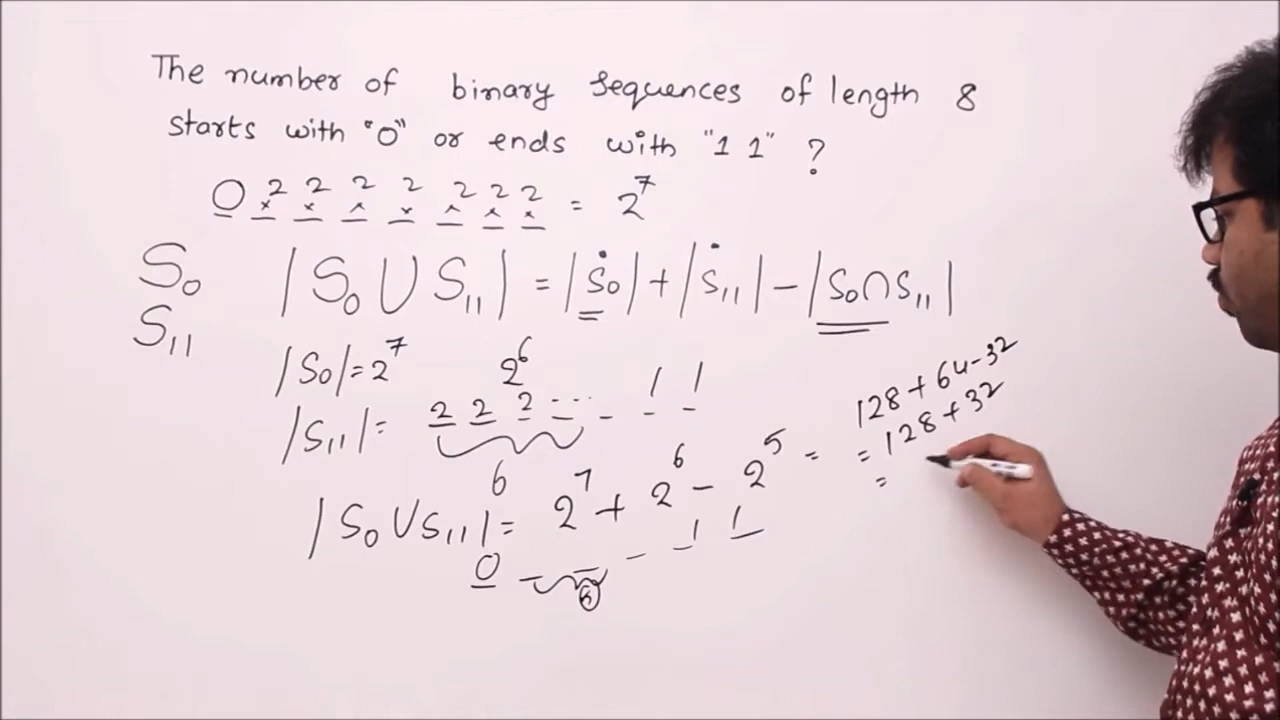 The number of binary sequences of length 8
starts with "0" or ends with "1 1" ?
0 2 × 2 × 2 × 2 × 2 × 2 × 2 × = 2^7
S₀ |S₀ ∪ S₁₁| = |S₀| + |S₁₁| − |S₀ ∩ S₁₁|
S₁₁
|S₀| = 2^7 2^6
|S₁₁| = 2 2 2 ... _ 1 1
6
128 + 64 − 32
= 128 + 32
=
|S₀ ∪ S₁₁| = 2^7 + 2^6 − 2^5 =
0 _ _ _ 1 1